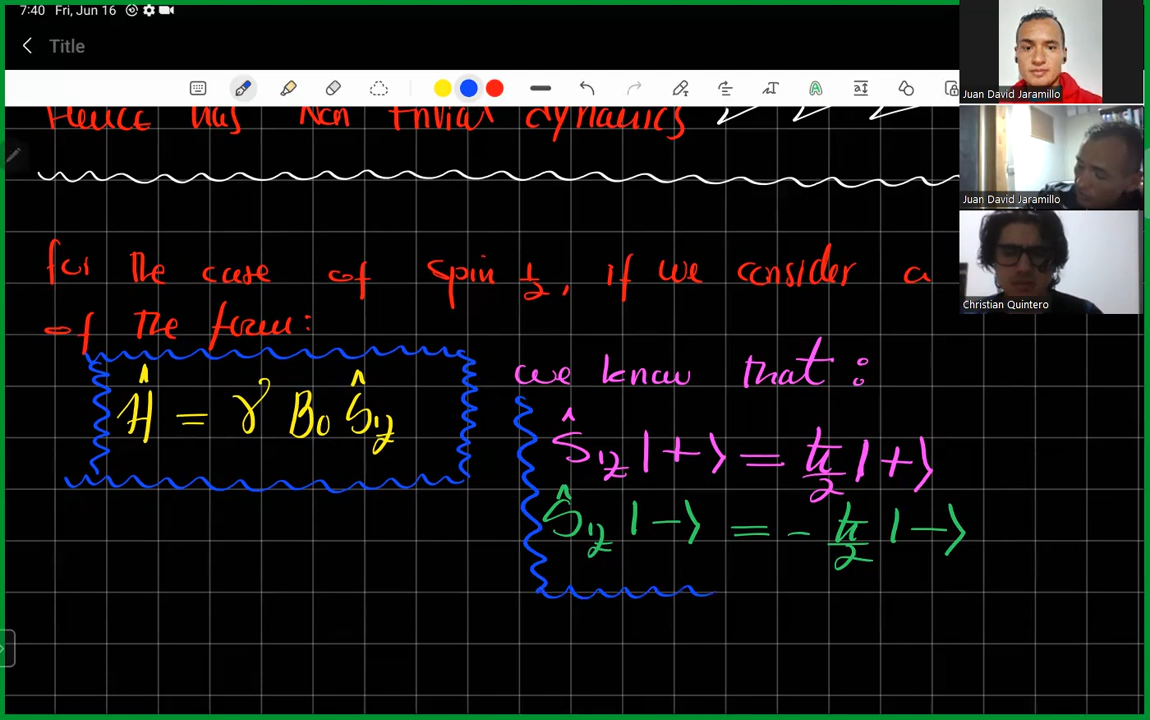 7:40 Fri, Jun 16
Title
Juan David Jaramillo
Juan David Jaramillo
Christian Quintero
Hence has Non trivial dynamics
for the case of spin 1/2, if we consider a
of the form:
Ĥ = γ B₀ Ŝz
we know that:
Ŝz |+⟩ = ħ/2 |+⟩
Ŝz |−⟩ = - ħ/2 |−⟩